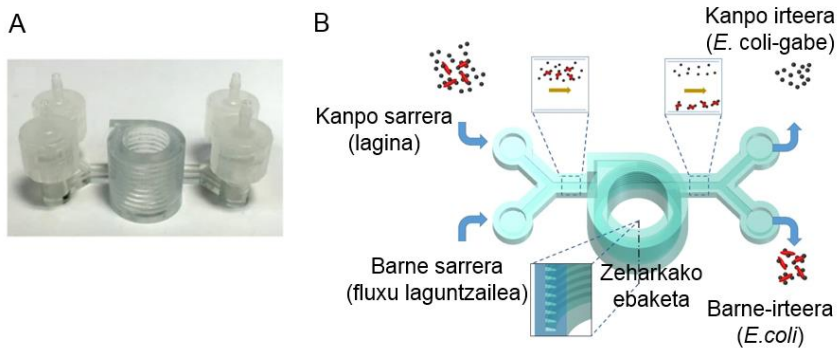 A
B
Kanpo sarrera
(lagina)
Barne sarrera
(fluxu laguntzailea)
Zeharkako
ebaketa
Kanpo irteera
(E. coli-gabe)
Barne-irteera
(E.coli)